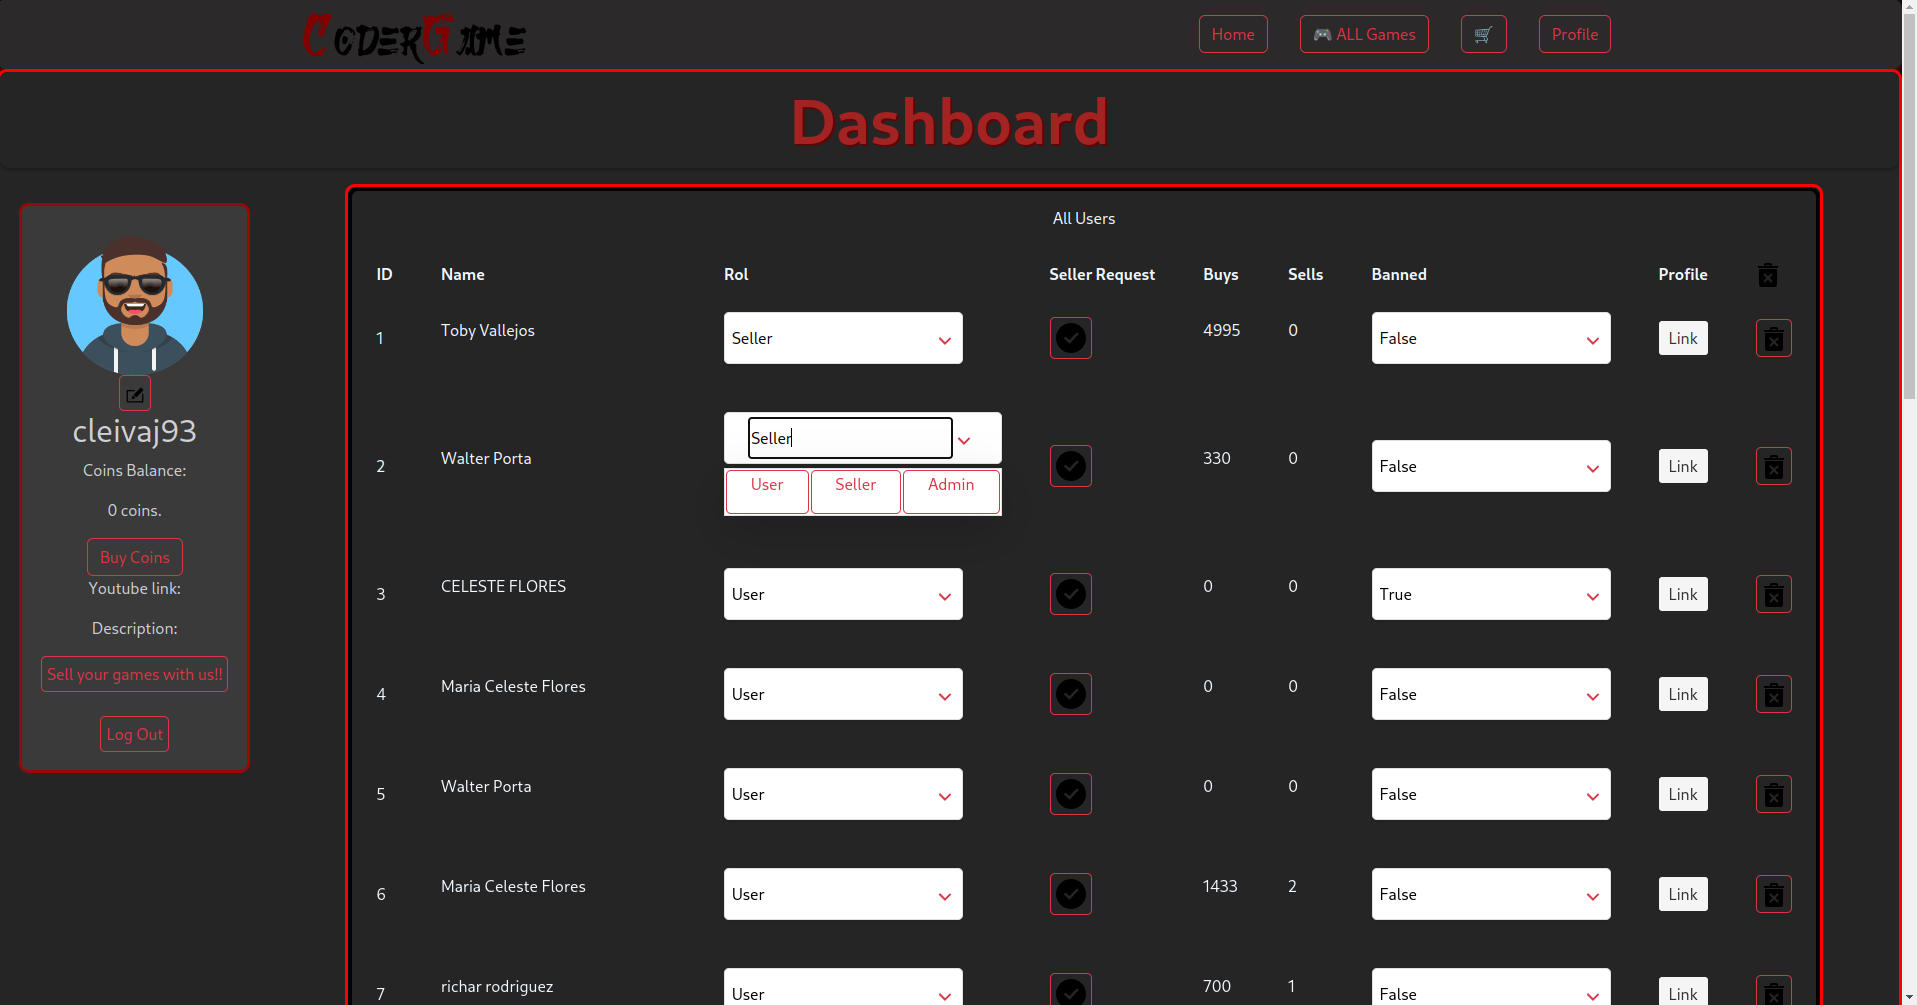 CoderGame Home 🎮 ALL Games 🛒 Profile
Dashboard
cleivaj93
Coins Balance:
0 coins.
Buy Coins
Youtube link:
Description:
Sell your games with us!!
Log Out
All Users
ID Name Rol Seller Request Buys Sells Banned Profile
1 Toby Vallejos Seller 4995 0 False Link
2 Walter Porta Seller 330 0 False Link
User Seller Admin
3 CELESTE FLORES User 0 0 True Link
4 Maria Celeste Flores User 0 0 False Link
5 Walter Porta User 0 0 False Link
6 Maria Celeste Flores User 1433 2 False Link
7 richar rodriguez User 700 1 False Link